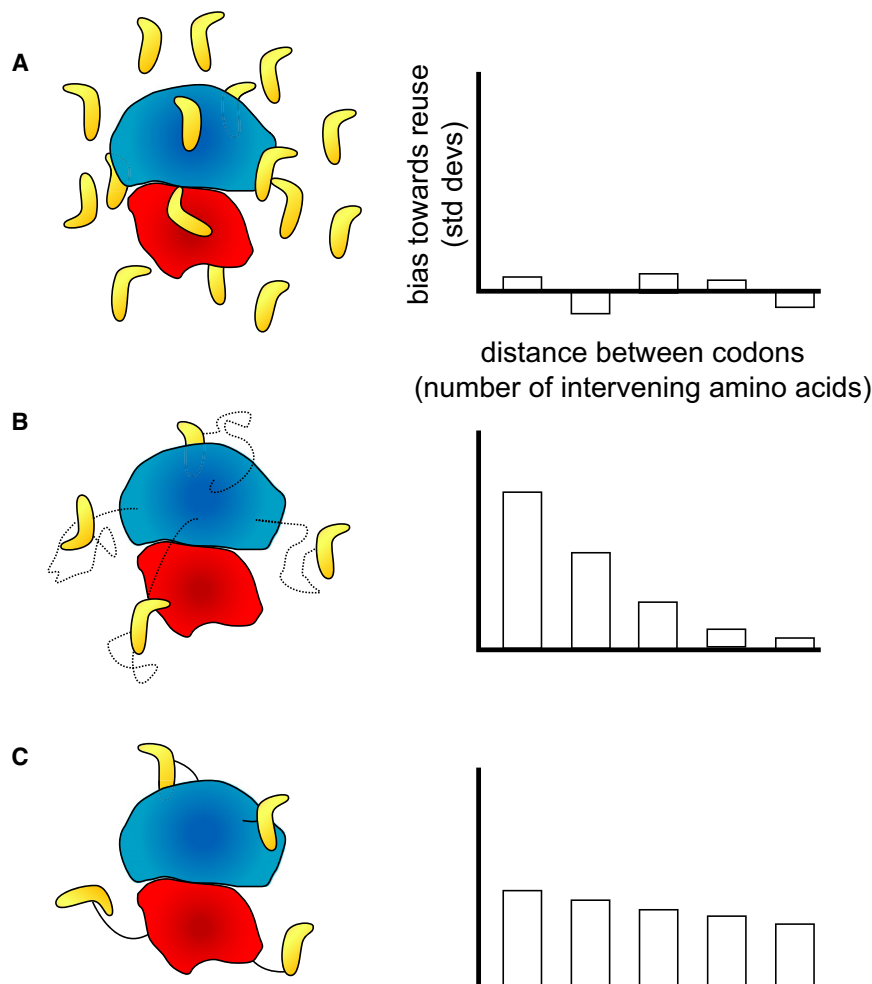 A
bias towards reuse
(std devs)
distance between codons
(number of intervening amino acids)
B
C